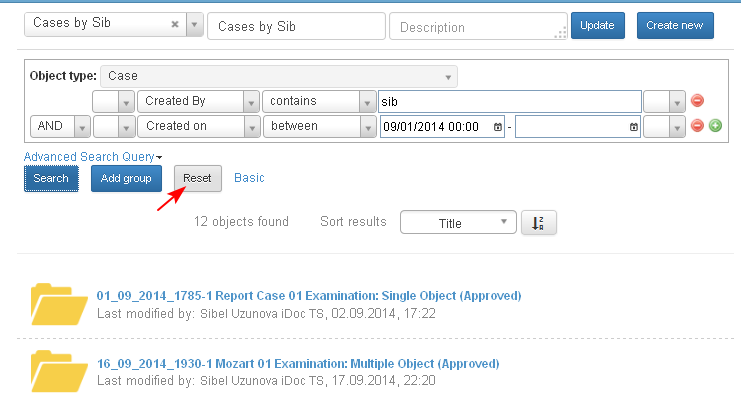 Cases by Sib Cases by Sib Description Update Create new
Object type: Case
Created By contains sib
AND Created on between 09/01/2014 00:00 -
Advanced Search Query
Search Add group Reset Basic
12 objects found Sort results Title
01_09_2014_1785-1 Report Case 01 Examination: Single Object (Approved)
Last modified by: Sibel Uzunova iDoc TS, 02.09.2014, 17:22
16_09_2014_1930-1 Mozart 01 Examination: Multiple Object (Approved)
Last modified by: Sibel Uzunova iDoc TS, 17.09.2014, 22:20